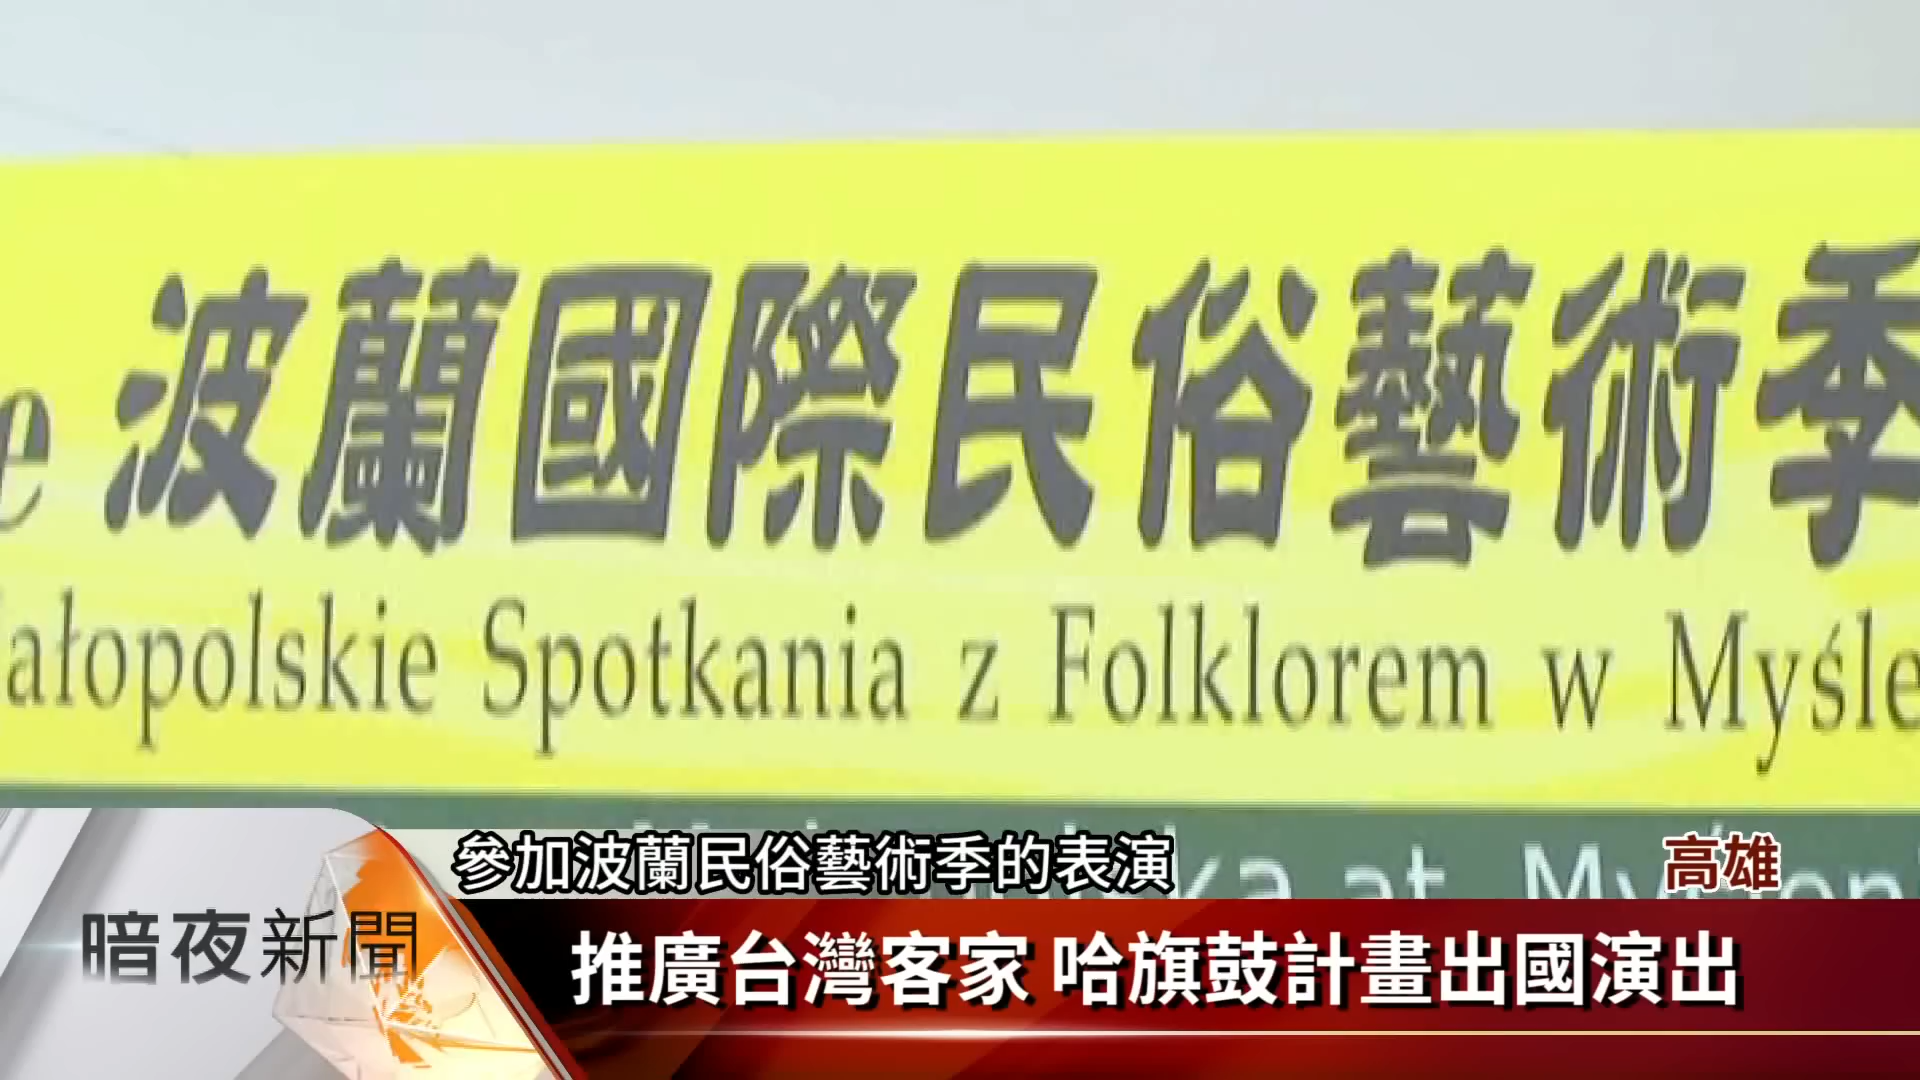 波蘭國際民俗藝術季
ałopolskie Spotkania z Folklorem w Myśle
參加波蘭民俗藝術季的表演
高雄
暗夜新聞
推廣台灣客家 哈旗鼓計畫出國演出